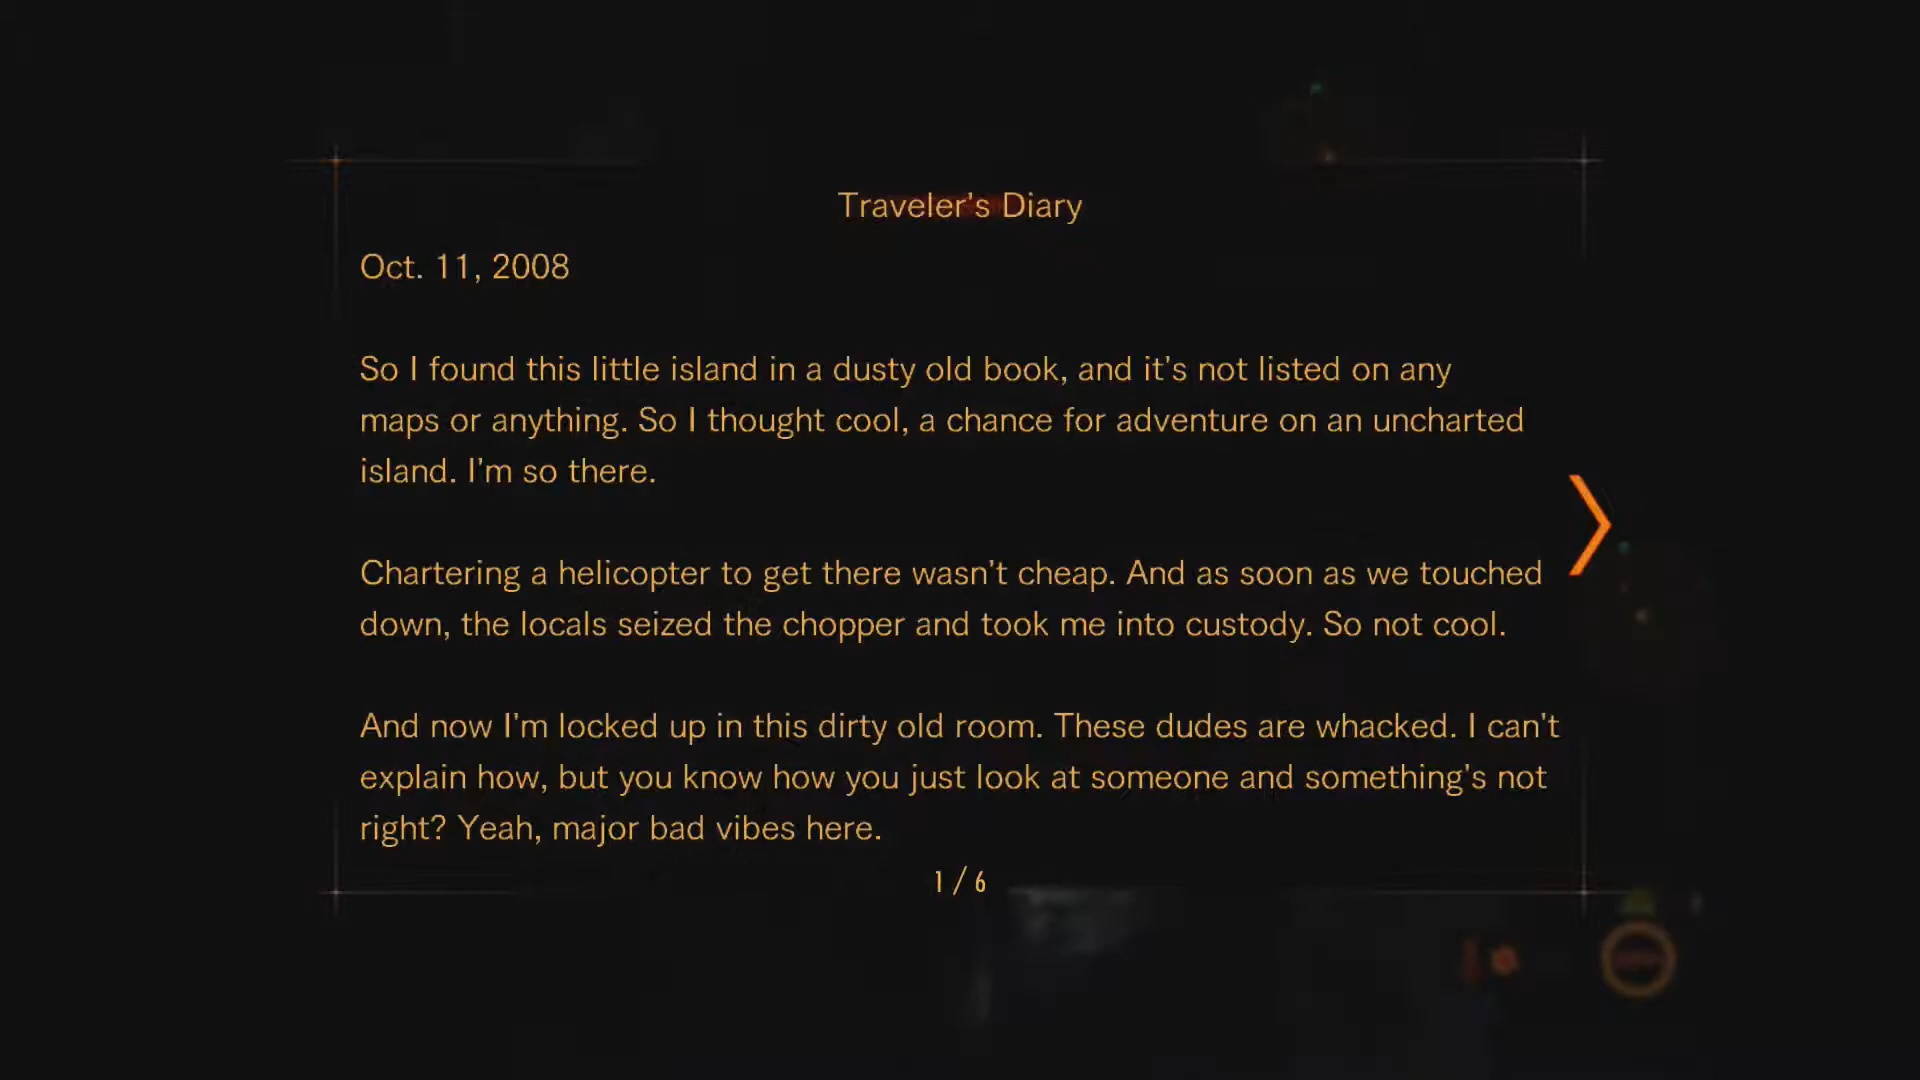 Traveler's Diary
Oct. 11, 2008
So I found this little island in a dusty old book, and it's not listed on any
maps or anything. So I thought cool, a chance for adventure on an uncharted
island. I'm so there.
Chartering a helicopter to get there wasn't cheap. And as soon as we touched
down, the locals seized the chopper and took me into custody. So not cool.
And now I'm locked up in this dirty old room. These dudes are whacked. I can't
explain how, but you know how you just look at someone and something's not
right? Yeah, major bad vibes here.
1 / 6